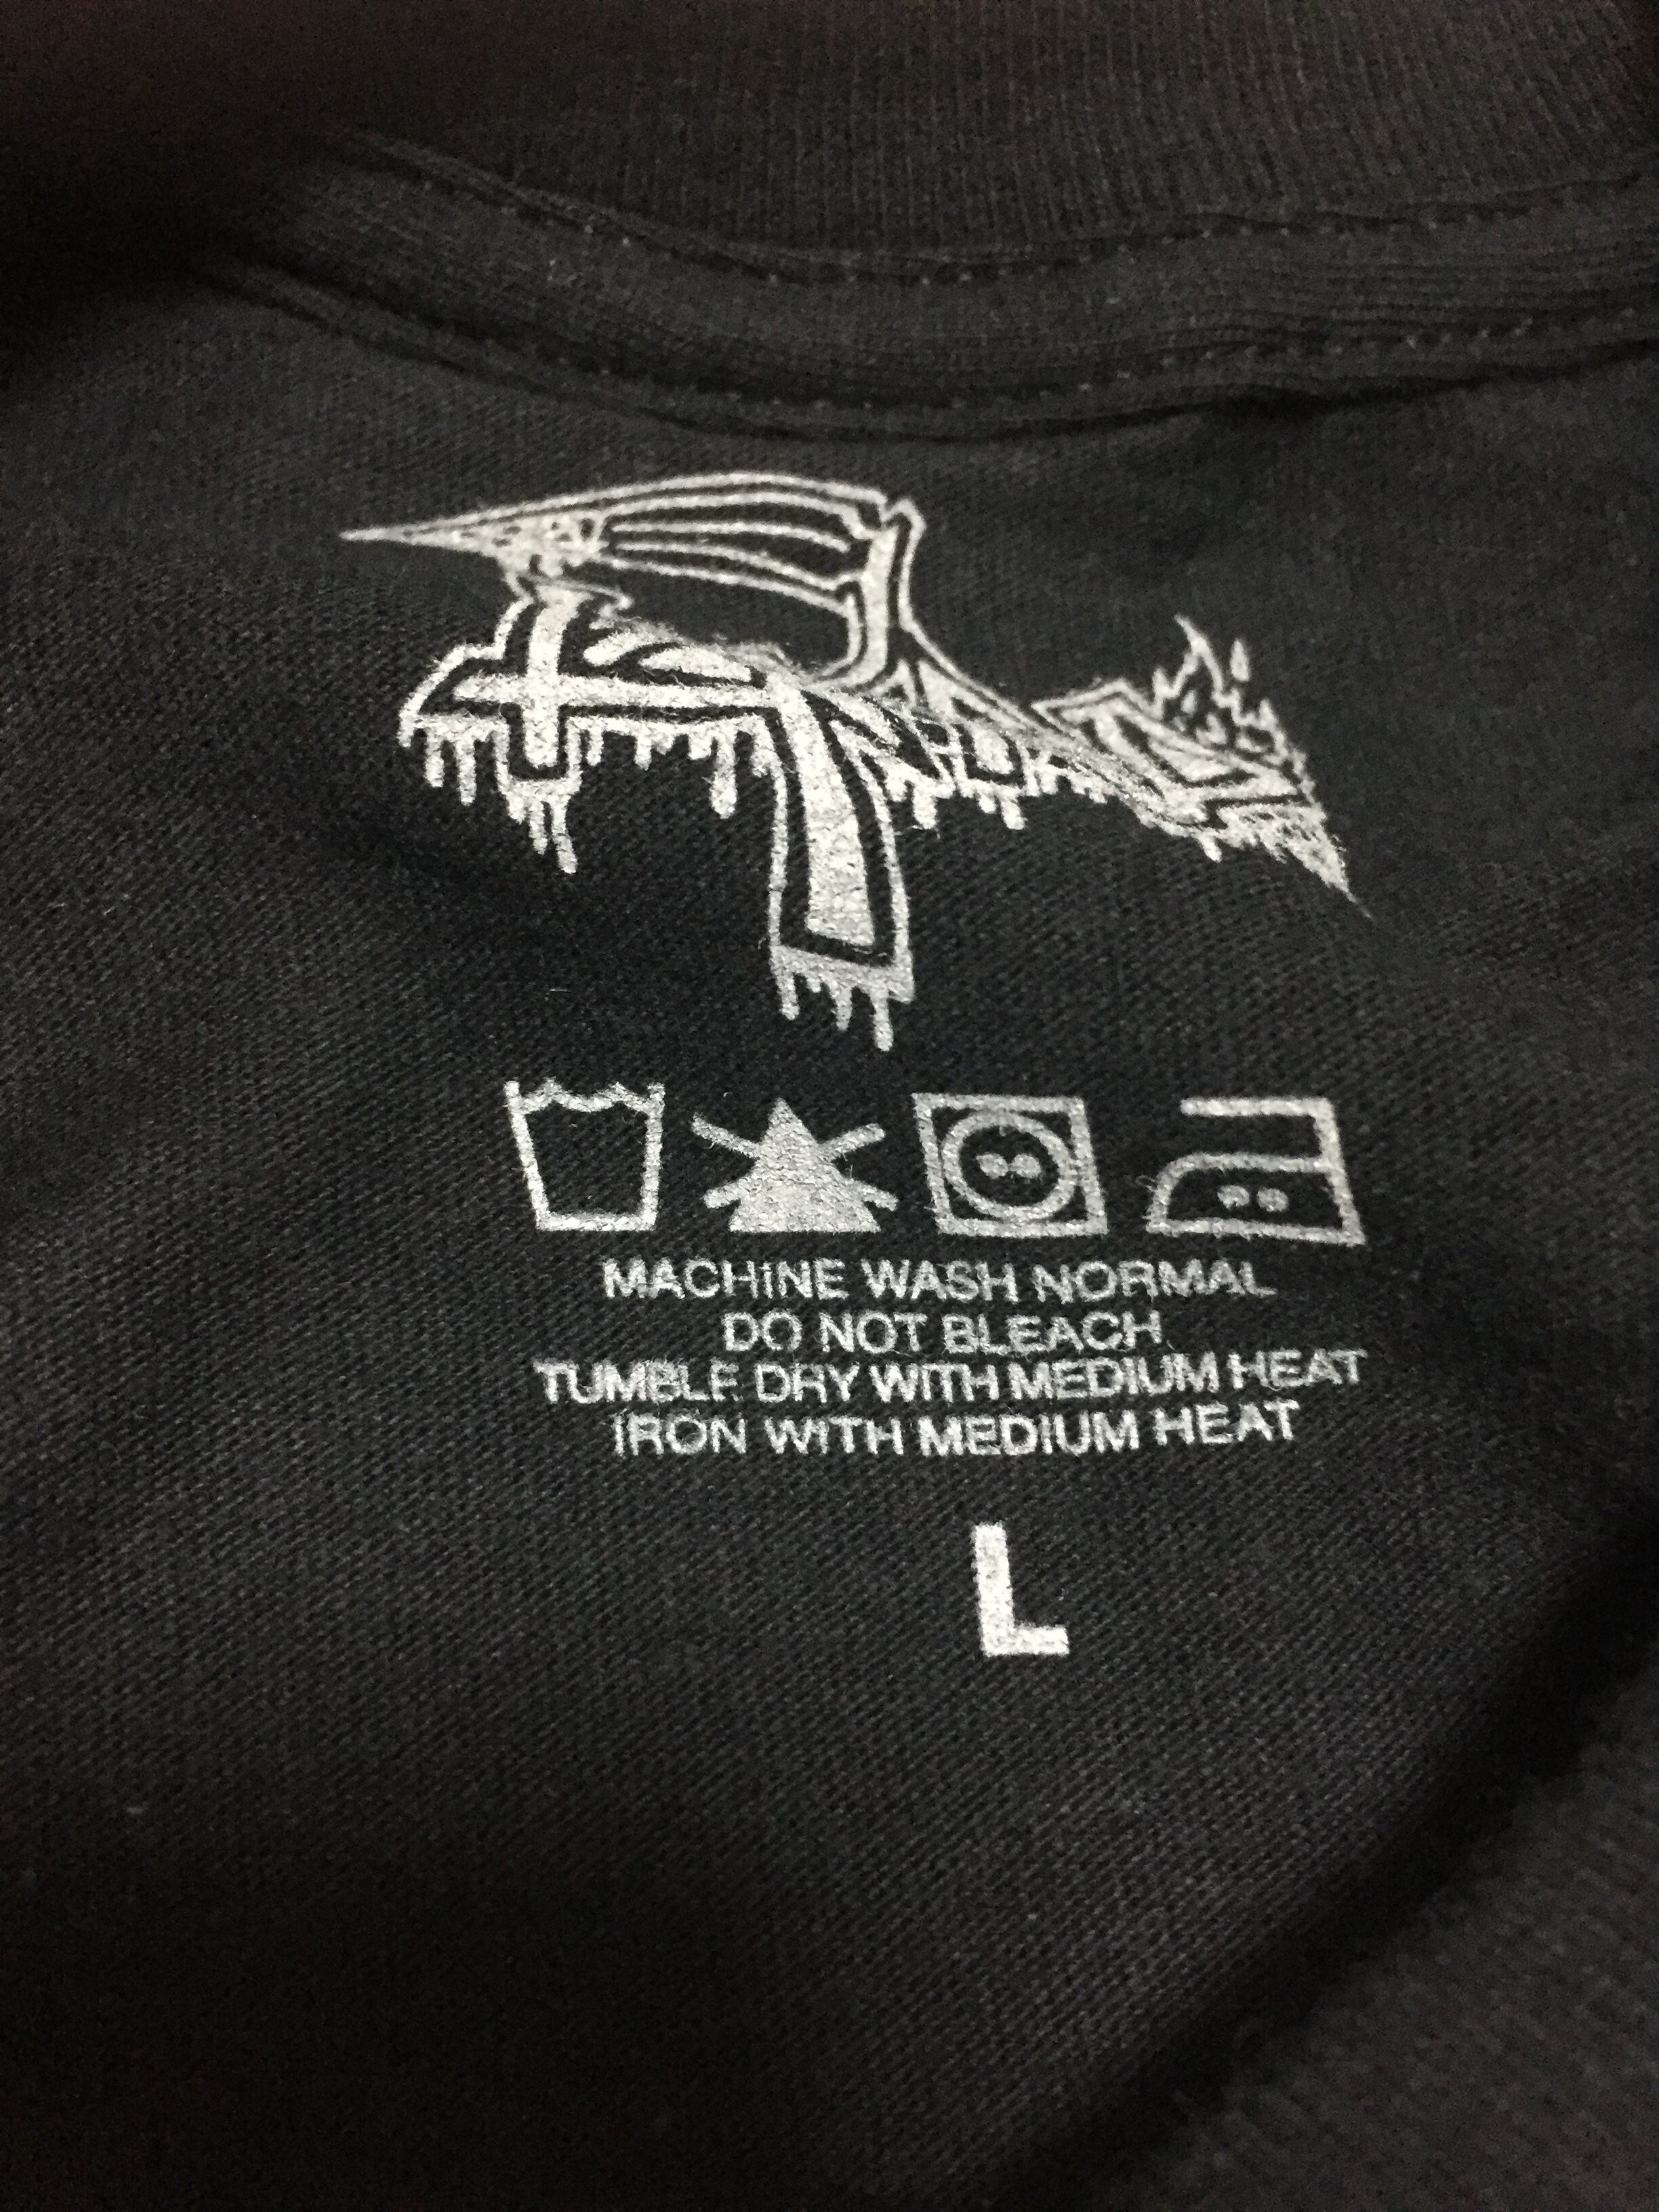 MACHINE WASH NORMAL
DO NOT BLEACH
TUMBLE DRY WITH MEDIUM HEAT
IRON WITH MEDIUM HEAT
L